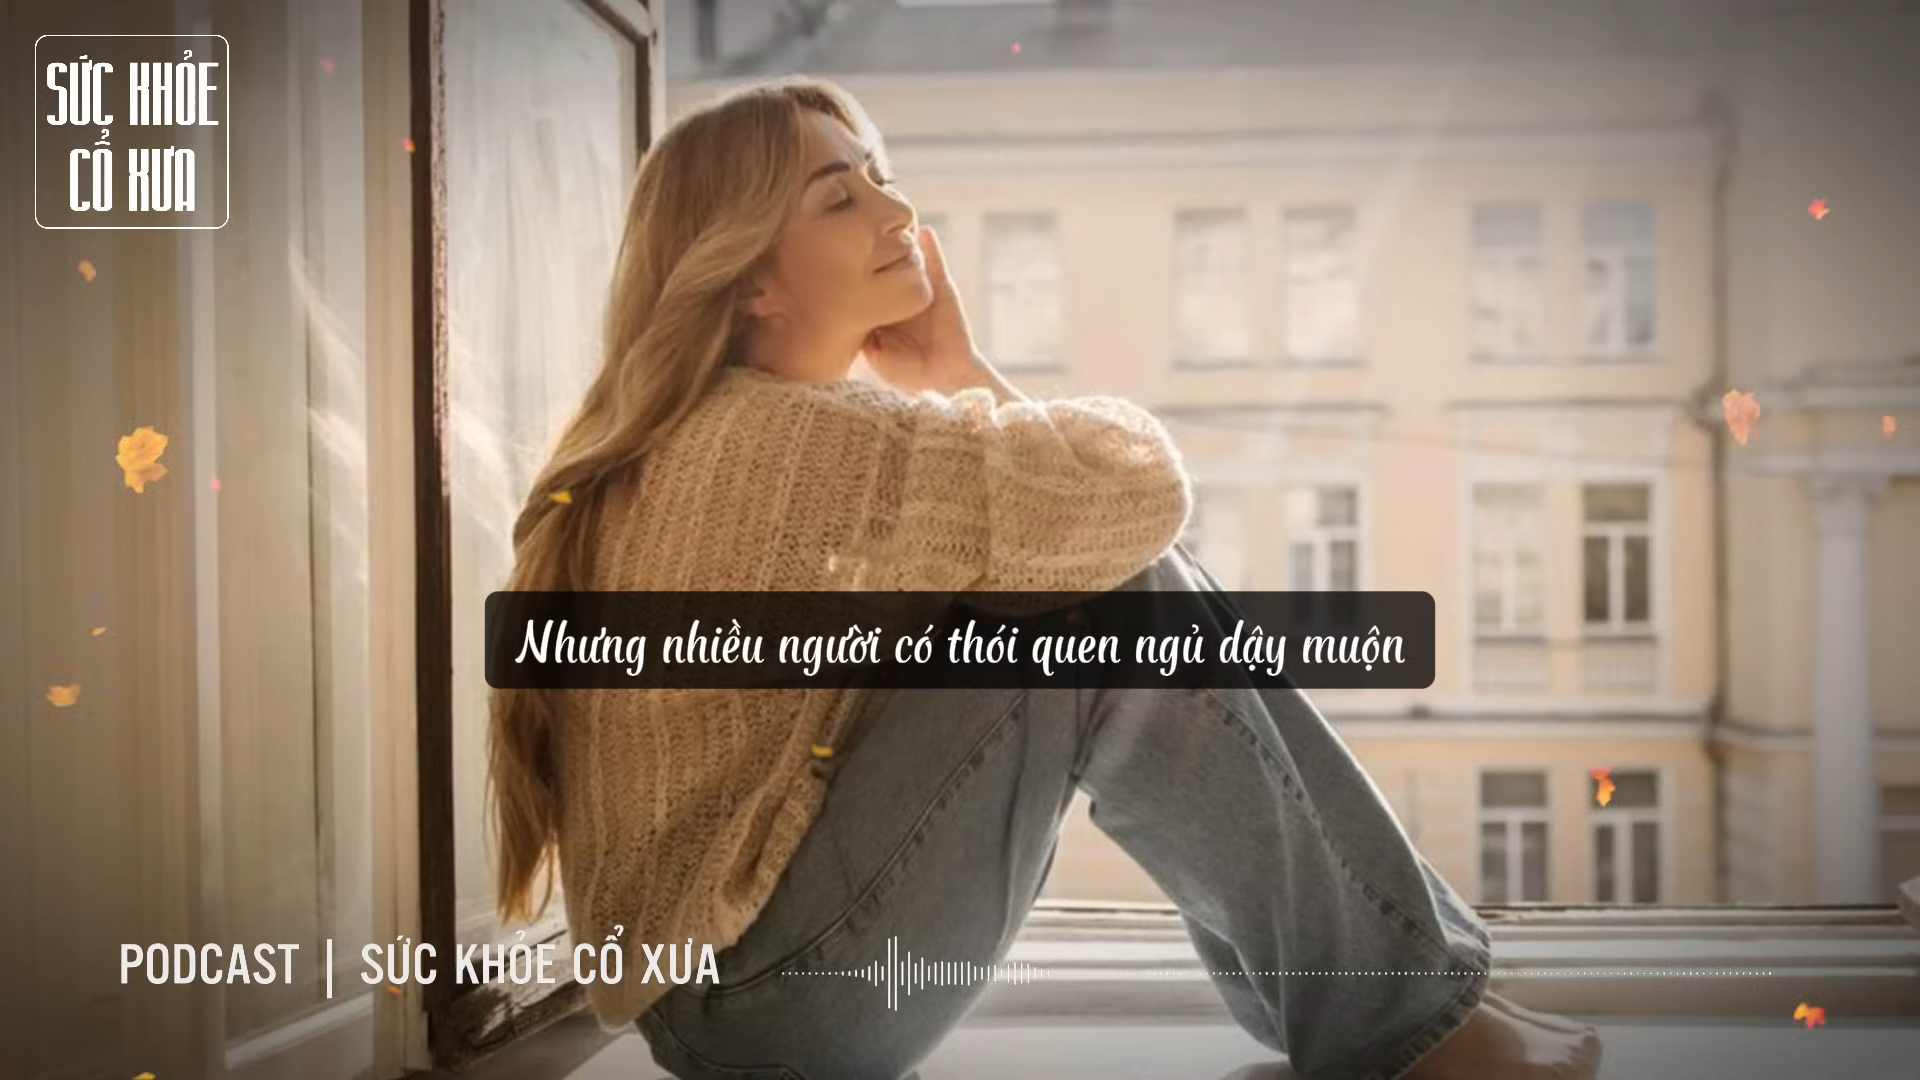 SỨC KHỎE
CỔ XƯA
Nhưng nhiều người có thói quen ngủ dậy muộn
PODCAST | SỨC KHỎE CỔ XƯA